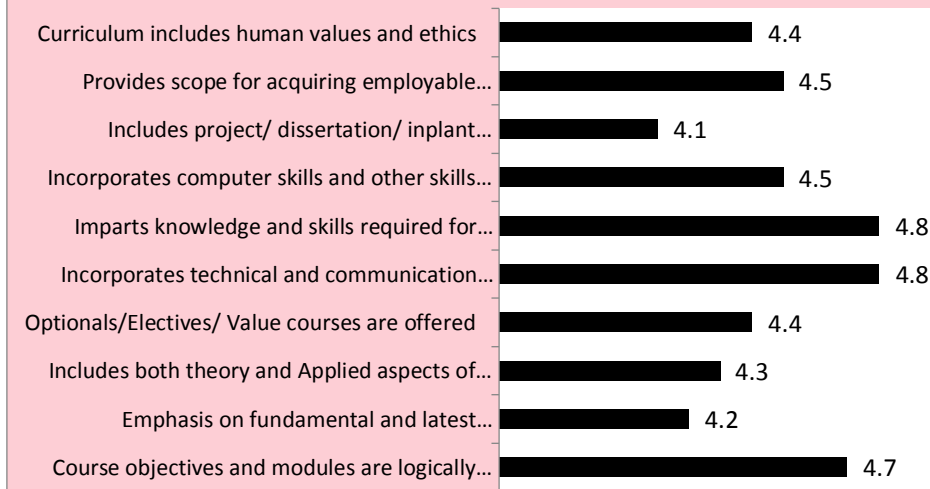 Curriculum includes human values and ethics 4.4
Provides scope for acquiring employable... 4.5
Includes project/ dissertation/ inplant... 4.1
Incorporates computer skills and other skills... 4.5
Imparts knowledge and skills required for... 4.8
Incorporates technical and communication... 4.8
Optionals/Electives/ Value courses are offered 4.4
Includes both theory and Applied aspects of... 4.3
Emphasis on fundamental and latest... 4.2
Course objectives and modules are logically... 4.7